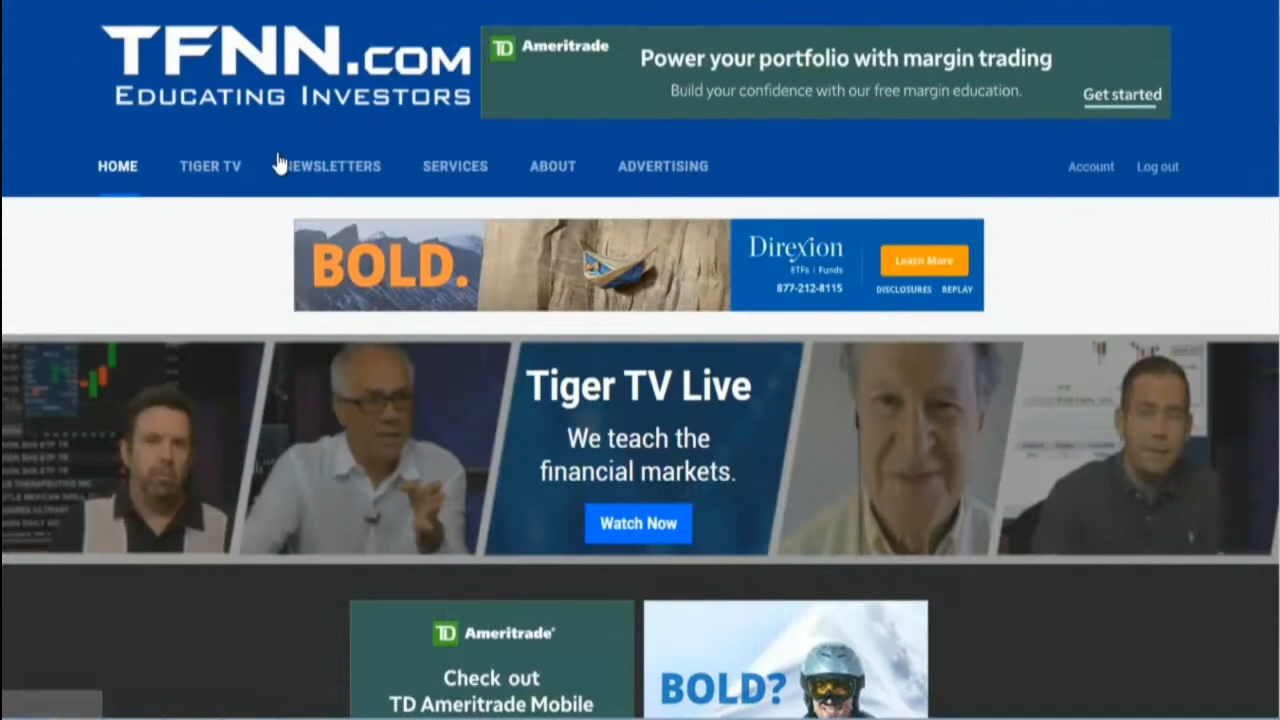 TFNN.COM
EDUCATING INVESTORS
TD Ameritrade
Power your portfolio with margin trading
Build your confidence with our free margin education.
Get started
HOME
TIGER TV
NEWSLETTERS
SERVICES
ABOUT
ADVERTISING
Account
Log out
BOLD.
Direxion
ETFs | Funds
877-212-8115
Learn More
DISCLOSURES
REPLAY
Tiger TV Live
We teach the
financial markets.
Watch Now
TD Ameritrade
Check out
TD Ameritrade Mobile
BOLD?